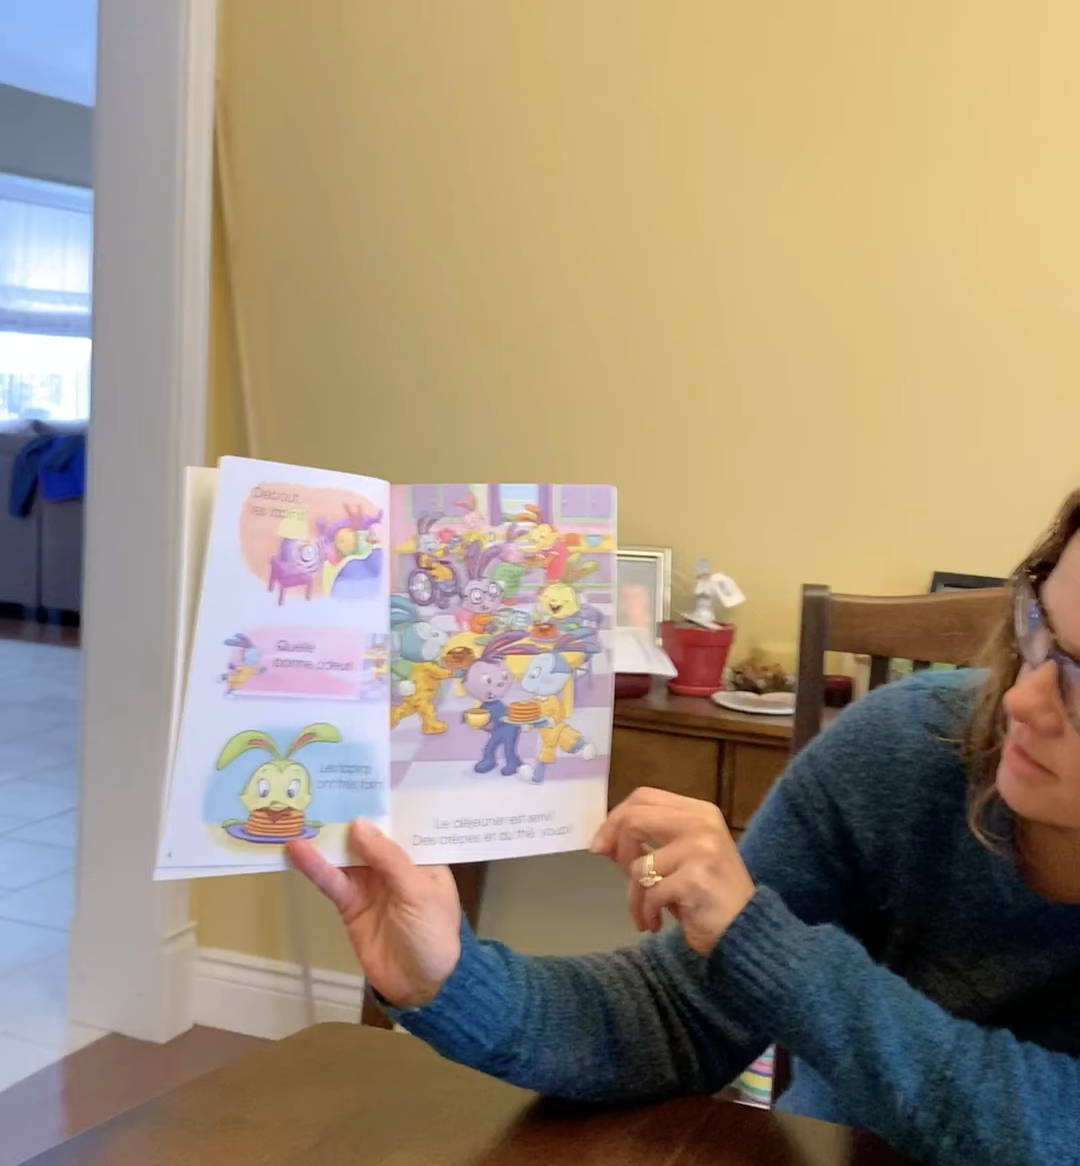 Debout,
les lapins!
Quelle
bonne odeur!
Les lapins
ont très faim.
4
Le déjeuner est servi!
Des crêpes et du thé, youpi!